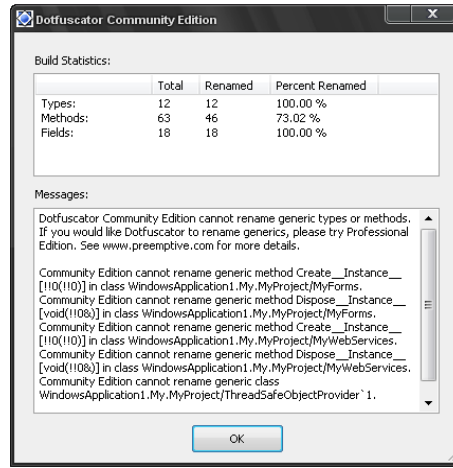 Dotfuscator Community Edition
X
Build Statistics:
Total Renamed Percent Renamed
Types: 12 12 100.00 %
Methods: 63 46 73.02 %
Fields: 18 18 100.00 %
Messages:
Dotfuscator Community Edition cannot rename generic types or methods.
If you would like Dotfuscator to rename generics, please try Professional
Edition. See www.preemptive.com for more details.
Community Edition cannot rename generic method Create__Instance__
[!!0(!!0)] in class WindowsApplication1.My.MyProject/MyForms.
Community Edition cannot rename generic method Dispose__Instance__
[void(!!0&)] in class WindowsApplication1.My.MyProject/MyForms.
Community Edition cannot rename generic method Create__Instance__
[!!0(!!0)] in class WindowsApplication1.My.MyProject/MyWebServices.
Community Edition cannot rename generic method Dispose__Instance__
[void(!!0&)] in class WindowsApplication1.My.MyProject/MyWebServices.
Community Edition cannot rename generic class
WindowsApplication1.My.MyProject/ThreadSafeObjectProvider`1.
OK